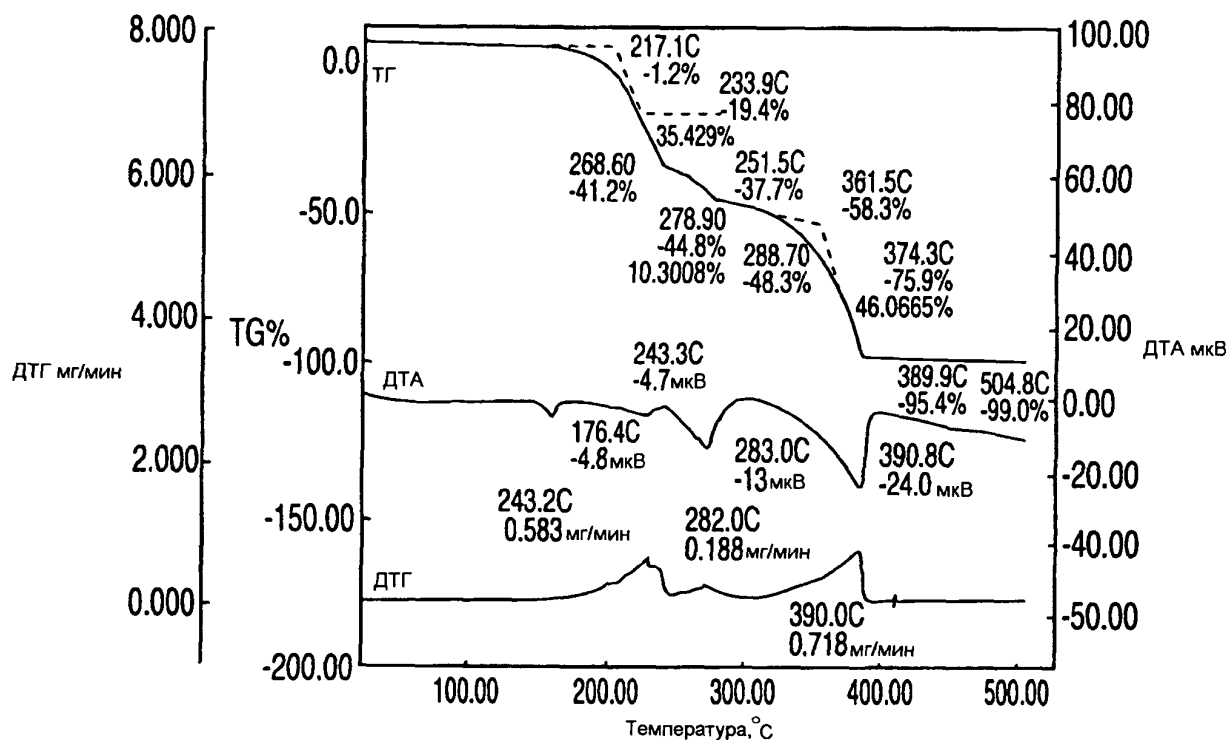 8.000
6.000
4.000
2.000
0.000
ДТГ мг/мин
0.0
-50.0
TG%
-100.0
-150.00
-200.00
ТГ
217.1C
-1.2%
233.9C
-19.4%
35.429%
268.60
-41.2%
251.5C
-37.7%
361.5C
-58.3%
278.90
-44.8%
10.3008%
288.70
-48.3%
374.3C
-75.9%
46.0665%
ДТА
243.3C
-4.7мкВ
389.9C
-95.4%
504.8C
-99.0%
176.4C
-4.8мкВ
283.0C
-13 мкВ
390.8C
-24.0 мкВ
243.2C
0.583 мг/мин
282.0C
0.188 мг/мин
ДТГ
390.0C
0.718 мг/мин
100.00
80.00
60.00
40.00
20.00
0.00
-20.00
-40.00
-50.00
ДТА мкВ
100.00 200.00 300.00 400.00 500.00
Температура,°С